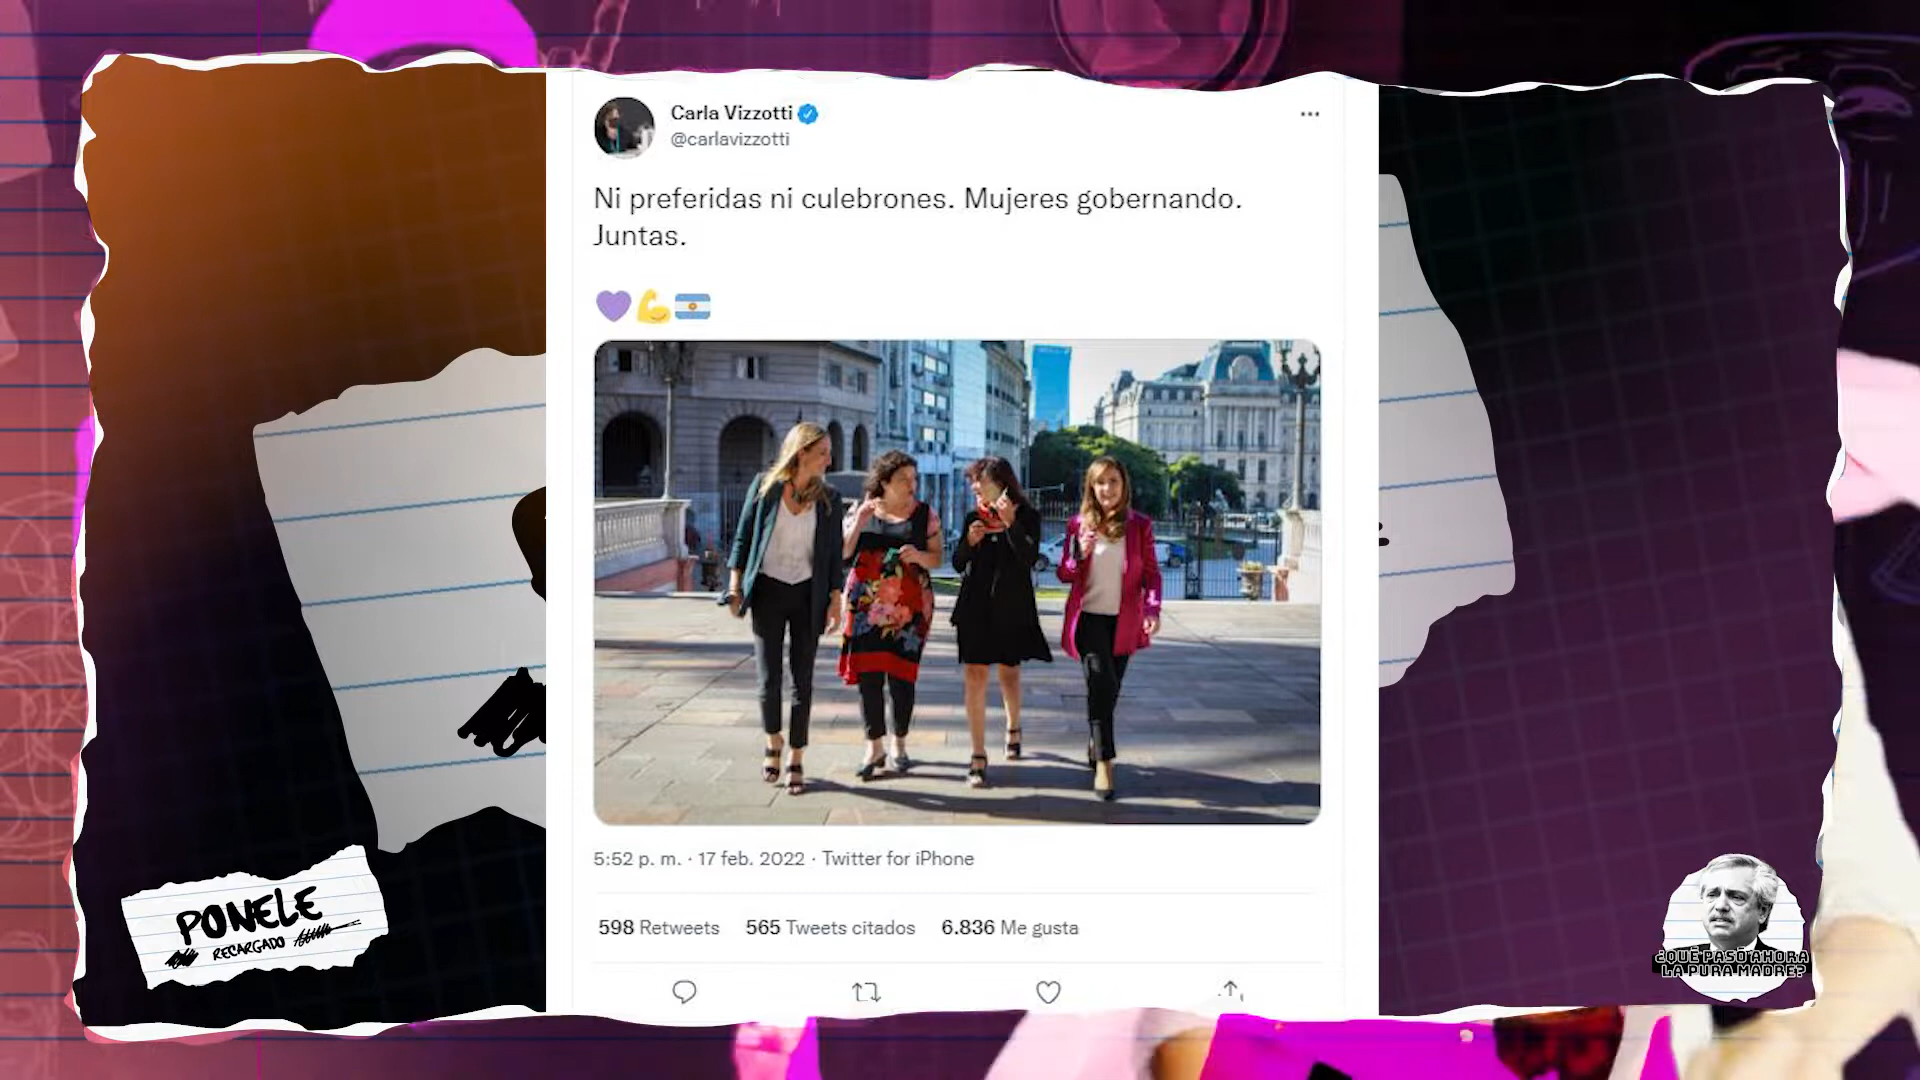 Carla Vizzotti
@carlavizzotti
Ni preferidas ni culebrones. Mujeres gobernando.
Juntas.
5:52 p. m. · 17 feb. 2022 · Twitter for iPhone
598 Retweets 565 Tweets citados 6.836 Me gusta
PONELE
RECARGADO
¿QUÉ PASÓ AHORA
LA PURA MADRE?